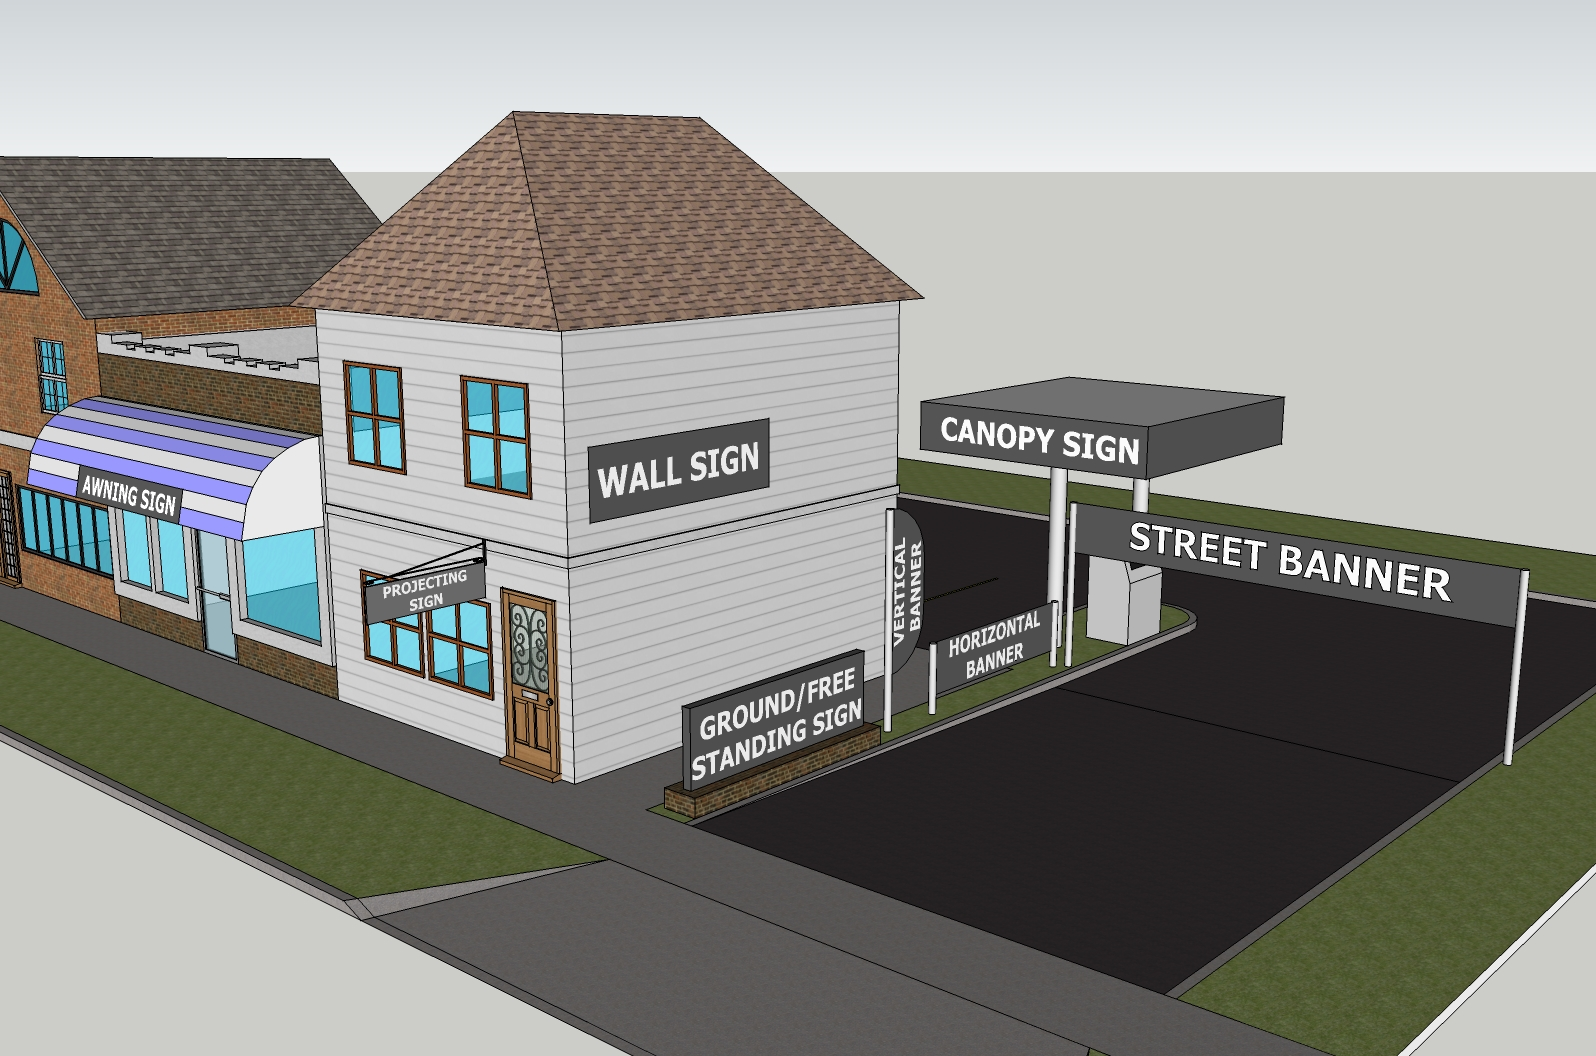 AWNING SIGN
PROJECTING
SIGN
WALL SIGN
GROUND/FREE
STANDING SIGN
VERTICAL
BANNER
HORIZONTAL
BANNER
CANOPY SIGN
STREET BANNER